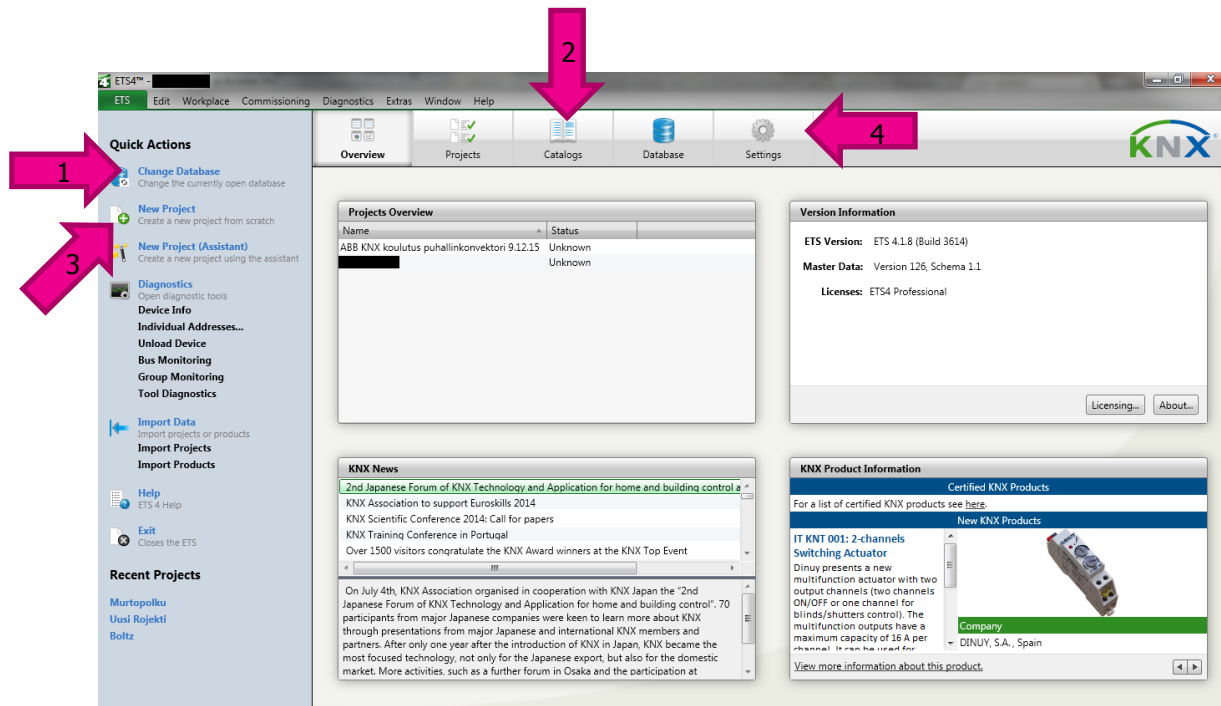 2
ETS4™ -
ETS Edit Workplace Commissioning Diagnostics Extras Window Help
Overview Projects Catalogs Database Settings
4
KNX
Quick Actions
1
Change Database
Change the currently open database
New Project
Create a new project from scratch
3
New Project (Assistant)
Create a new project using the assistant
Diagnostics
Open diagnostic tools
Device Info
Individual Addresses...
Unload Device
Bus Monitoring
Group Monitoring
Tool Diagnostics
Import Data
Import projects or products
Import Projects
Import Products
Help
ETS 4 Help
Exit
Closes the ETS
Recent Projects
Murtopolku
Uusi Rojekti
Boltz
Projects Overview
Name Status
ABB KNX koulutus puhallinkonvektori 9.12.15 Unknown
Unknown
Version Information
ETS Version: ETS 4.1.8 (Build 3614)
Master Data: Version 126, Schema 1.1
Licenses: ETS4 Professional
Licensing... About...
KNX News
2nd Japanese Forum of KNX Technology and Application for home and building control a
KNX Association to support Euroskills 2014
KNX Scientific Conference 2014: Call for papers
KNX Training Conference in Portugal
Over 1500 visitors congratulate the KNX Award winners at the KNX Top Event
On July 4th, KNX Association organised in cooperation with KNX Japan the "2nd
Japanese Forum of KNX Technology and Application for home and building control". 70
participants from major Japanese companies were keen to learn more about KNX
through presentations from major Japanese and international KNX members and
partners. After only one year after the introduction of KNX in Japan, KNX became the
most focused technology, not only for the Japanese export, but also for the domestic
market. More activities, such as a further forum in Osaka and the participation at
KNX Product Information
Certified KNX Products
For a list of certified KNX products see here.
New KNX Products
IT KNT 001: 2-channels
Switching Actuator
Dinuy presents a new
multifunction actuator with two
output channels (two channels
ON/OFF or one channel for
blinds/shutters control). The
multifunction outputs have a
maximum capacity of 16 A per
channel. It can be used for
Company
DINUY, S.A., Spain
View more information about this product.